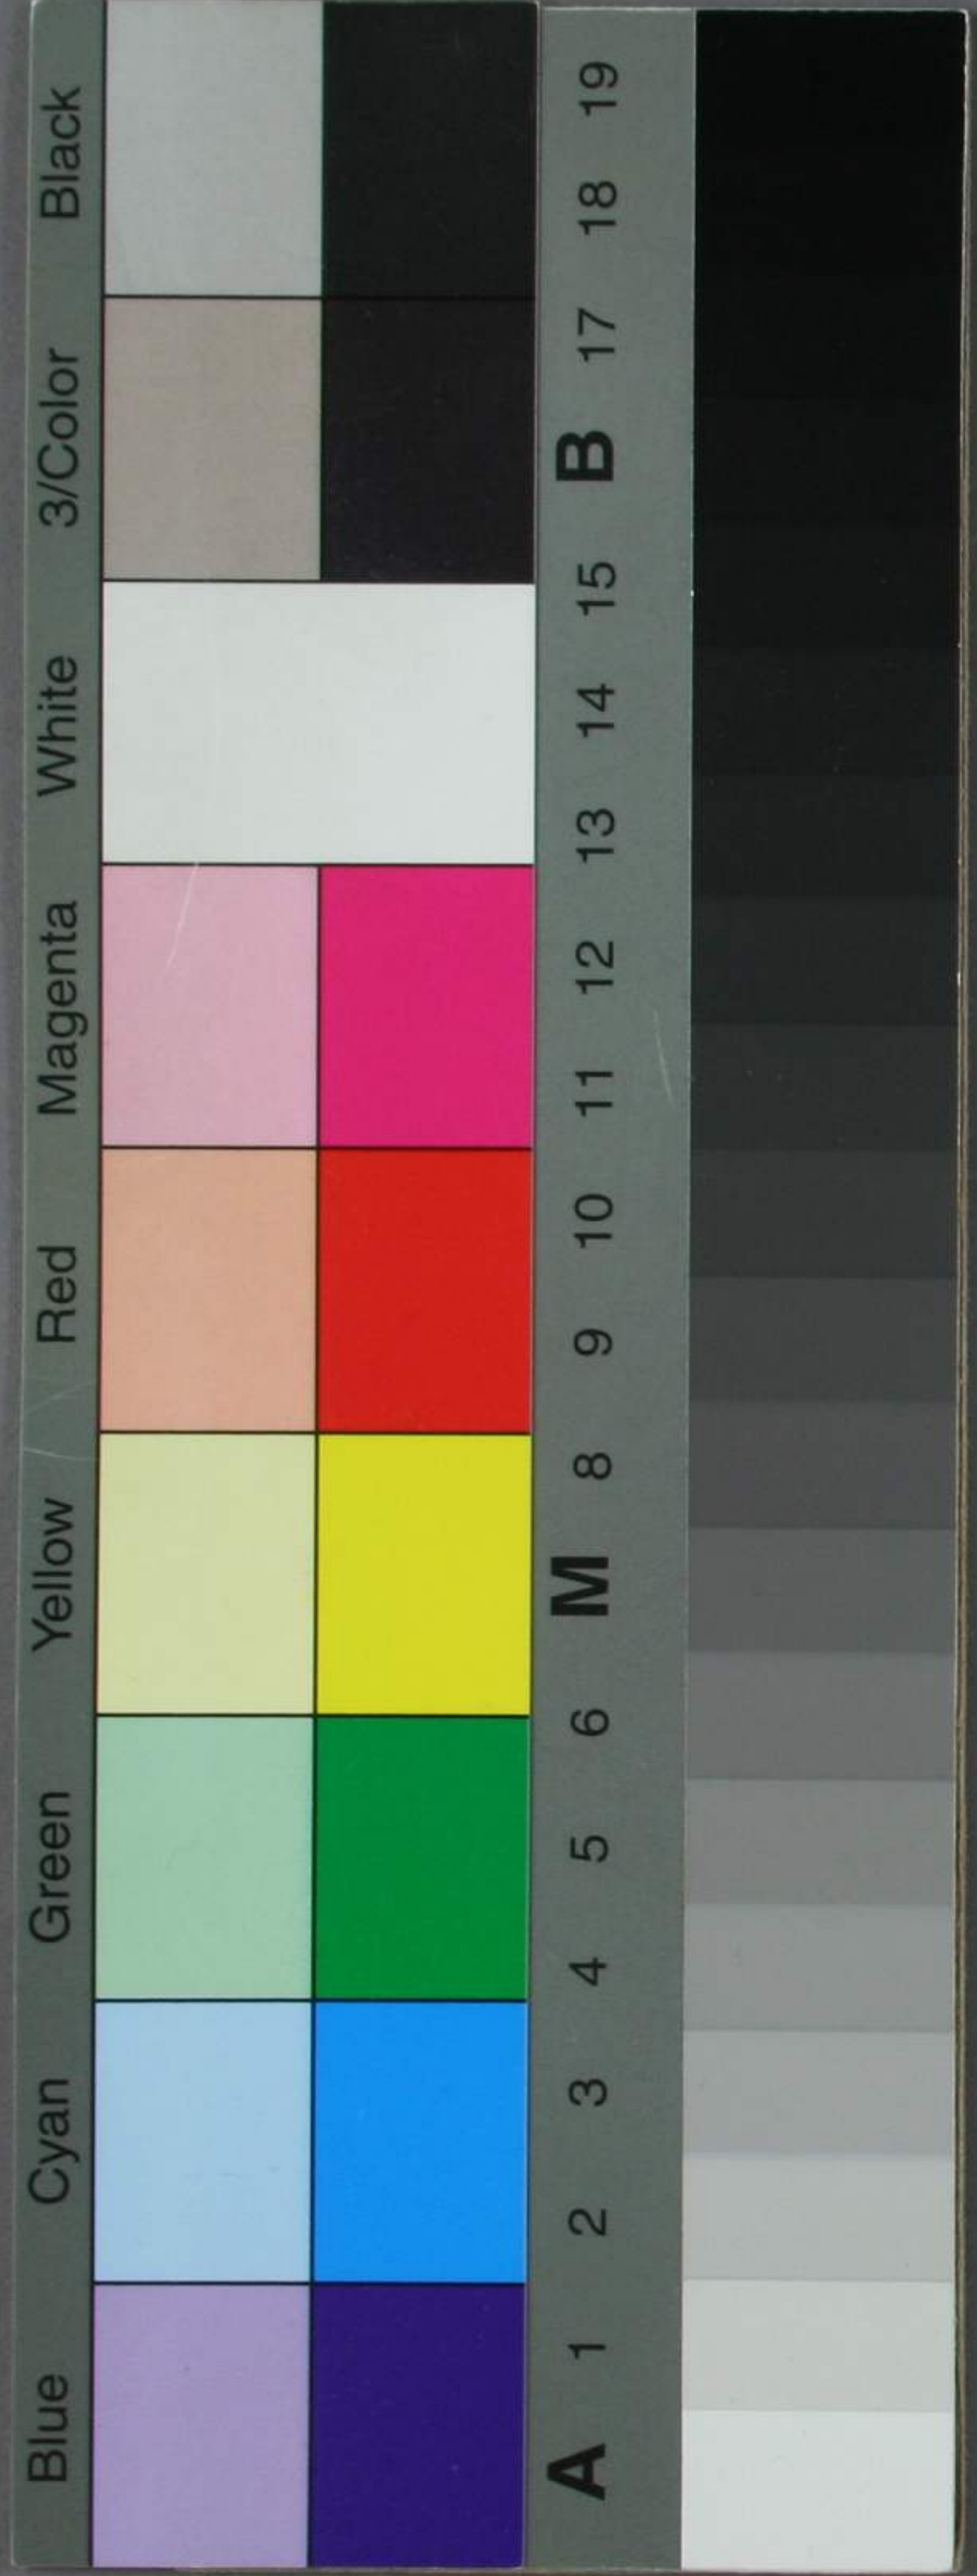 Blue Cyan Green Yellow Red Magenta White 3/Color Black
A 1 2 3 4 5 6 M 8 9 10 11 12 13 14 15 B 17 18 19